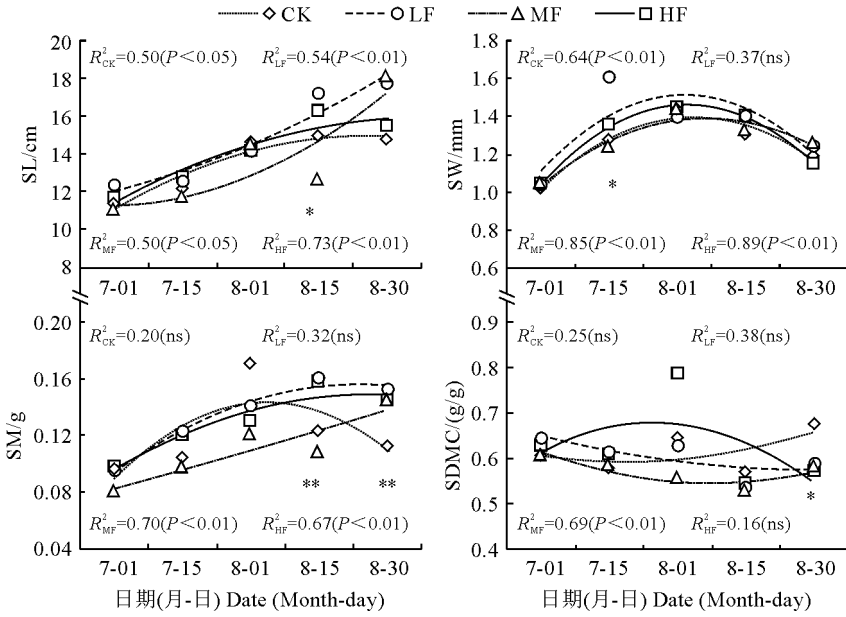 CK LF MF HF
SL/cm
20
18
16
14
12
10
8
R²CK=0.50(P<0.05) R²LF=0.54(P<0.01)
*
R²MF=0.50(P<0.05) R²HF=0.73(P<0.01)
7-01 7-15 8-01 8-15 8-30
SW/mm
1.8
1.6
1.4
1.2
1.0
0.8
0.6
R²CK=0.64(P<0.01) R²LF=0.37(ns)
*
R²MF=0.85(P<0.01) R²HF=0.89(P<0.01)
7-01 7-15 8-01 8-15 8-30
SM/g
0.20
0.16
0.12
0.08
0.04
R²CK=0.20(ns) R²LF=0.32(ns)
** **
R²MF=0.70(P<0.01) R²HF=0.67(P<0.01)
7-01 7-15 8-01 8-15 8-30
日期(月-日) Date (Month-day)
SDMC/(g/g)
0.9
0.8
0.7
0.6
0.5
0.4
R²CK=0.25(ns) R²LF=0.38(ns)
*
R²MF=0.69(P<0.01) R²HF=0.16(ns)
7-01 7-15 8-01 8-15 8-30
日期(月-日) Date (Month-day)